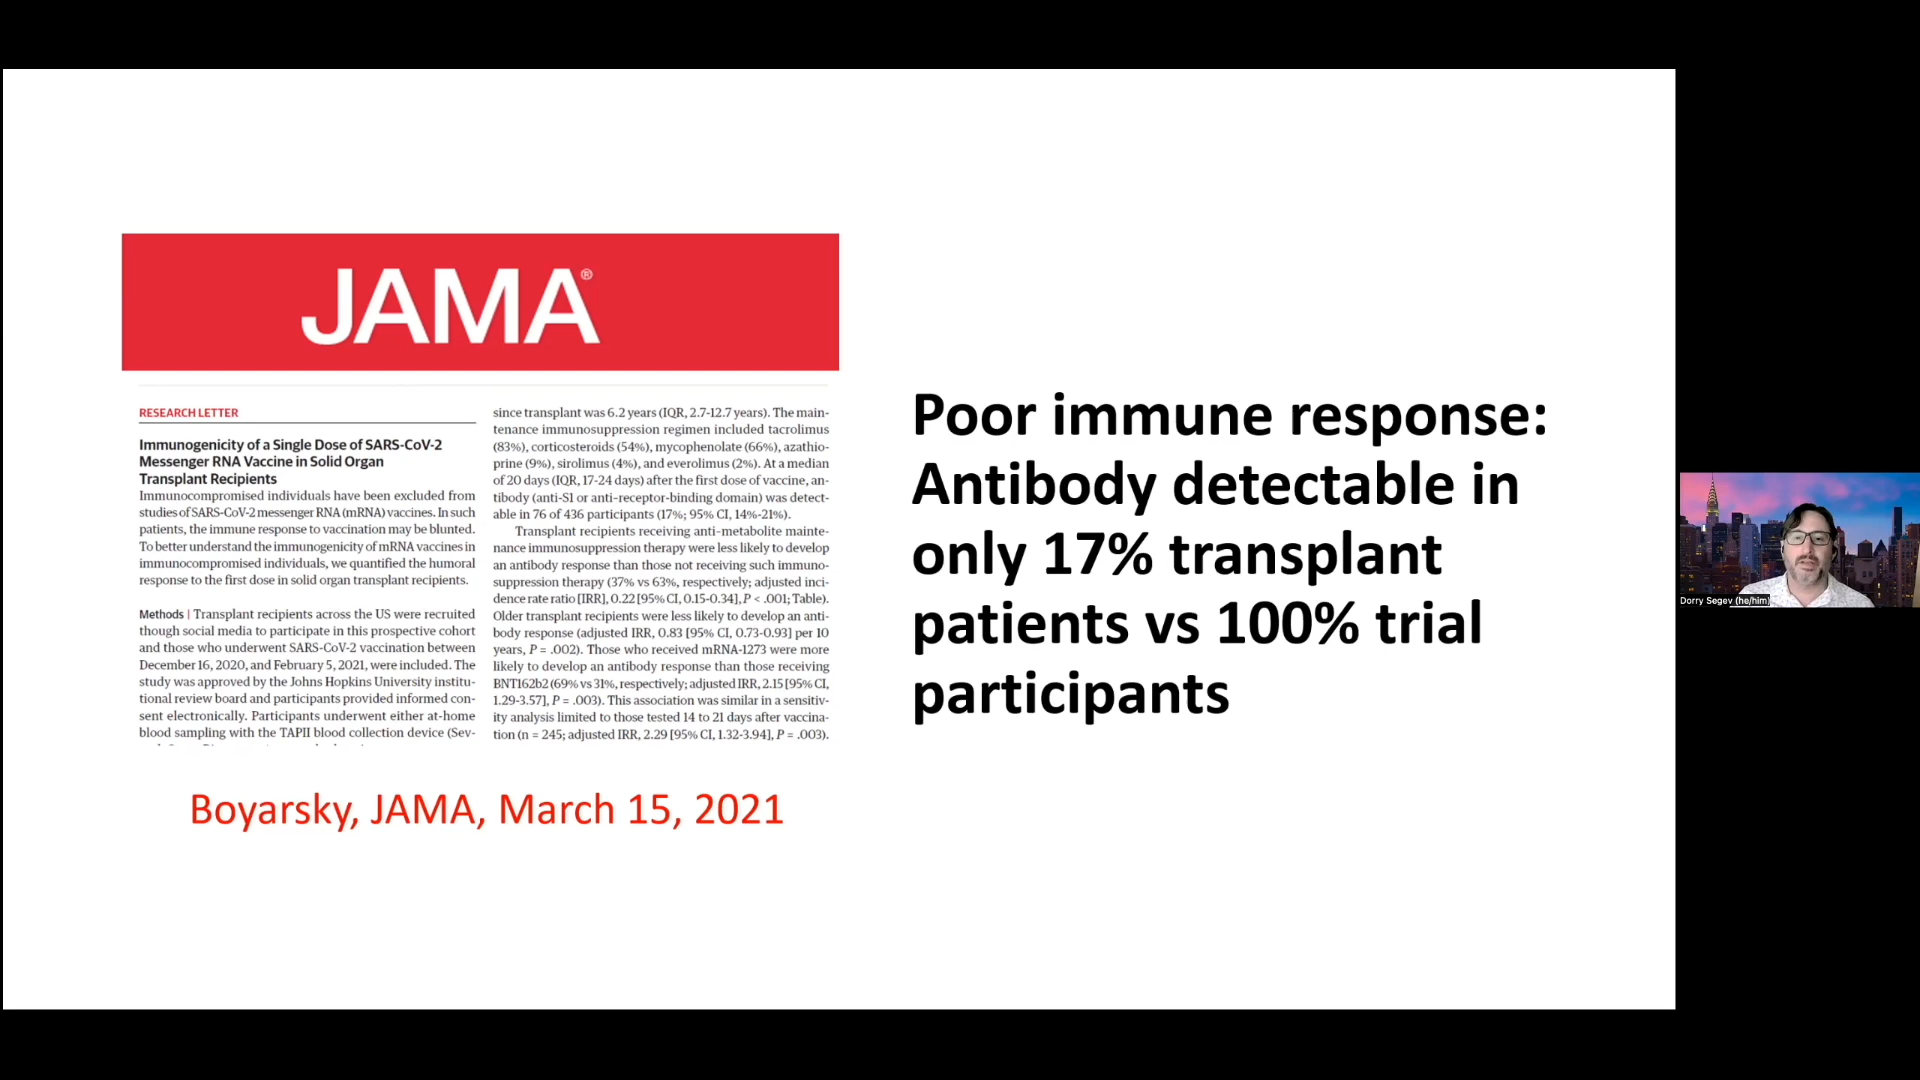 JAMA®
RESEARCH LETTER
Immunogenicity of a Single Dose of SARS-CoV-2
Messenger RNA Vaccine in Solid Organ
Transplant Recipients
Immunocompromised individuals have been excluded from
studies of SARS-CoV-2 messenger RNA (mRNA) vaccines. In such
patients, the immune response to vaccination may be blunted.
To better understand the immunogenicity of mRNA vaccines in
immunocompromised individuals, we quantified the humoral
response to the first dose in solid organ transplant recipients.
Methods | Transplant recipients across the US were recruited
though social media to participate in this prospective cohort
and those who underwent SARS-CoV-2 vaccination between
December 16, 2020, and February 5, 2021, were included. The
study was approved by the Johns Hopkins University institu-
tional review board and participants provided informed con-
sent electronically. Participants underwent either at-home
blood sampling with the TAPII blood collection device (Sev-
since transplant was 6.2 years (IQR, 2.7-12.7 years). The main-
tenance immunosuppression regimen included tacrolimus
(83%), corticosteroids (54%), mycophenolate (66%), azathio-
prine (9%), sirolimus (4%), and everolimus (2%). At a median
of 20 days (IQR, 17-24 days) after the first dose of vaccine, an-
tibody (anti-S1 or anti-receptor-binding domain) was detect-
able in 76 of 436 participants (17%; 95% CI, 14%-21%).
Transplant recipients receiving anti-metabolite mainte-
nance immunosuppression therapy were less likely to develop
an antibody response than those not receiving such immuno-
suppression therapy (37% vs 63%, respectively; adjusted inci-
dence rate ratio [IRR], 0.22 [95% CI, 0.15-0.34], P < .001; Table).
Older transplant recipients were less likely to develop an anti-
body response (adjusted IRR, 0.83 [95% CI, 0.73-0.93] per 10
years, P = .002). Those who received mRNA-1273 were more
likely to develop an antibody response than those receiving
BNT162b2 (69% vs 31%, respectively; adjusted IRR, 2.15 [95% CI,
1.29-3.57], P = .003). This association was similar in a sensitiv-
ity analysis limited to those tested 14 to 21 days after vaccina-
tion (n = 245; adjusted IRR, 2.29 [95% CI, 1.32-3.94], P = .003).
Boyarsky, JAMA, March 15, 2021
Poor immune response:
Antibody detectable in
only 17% transplant
patients vs 100% trial
participants
Dorry Segev (he/him)